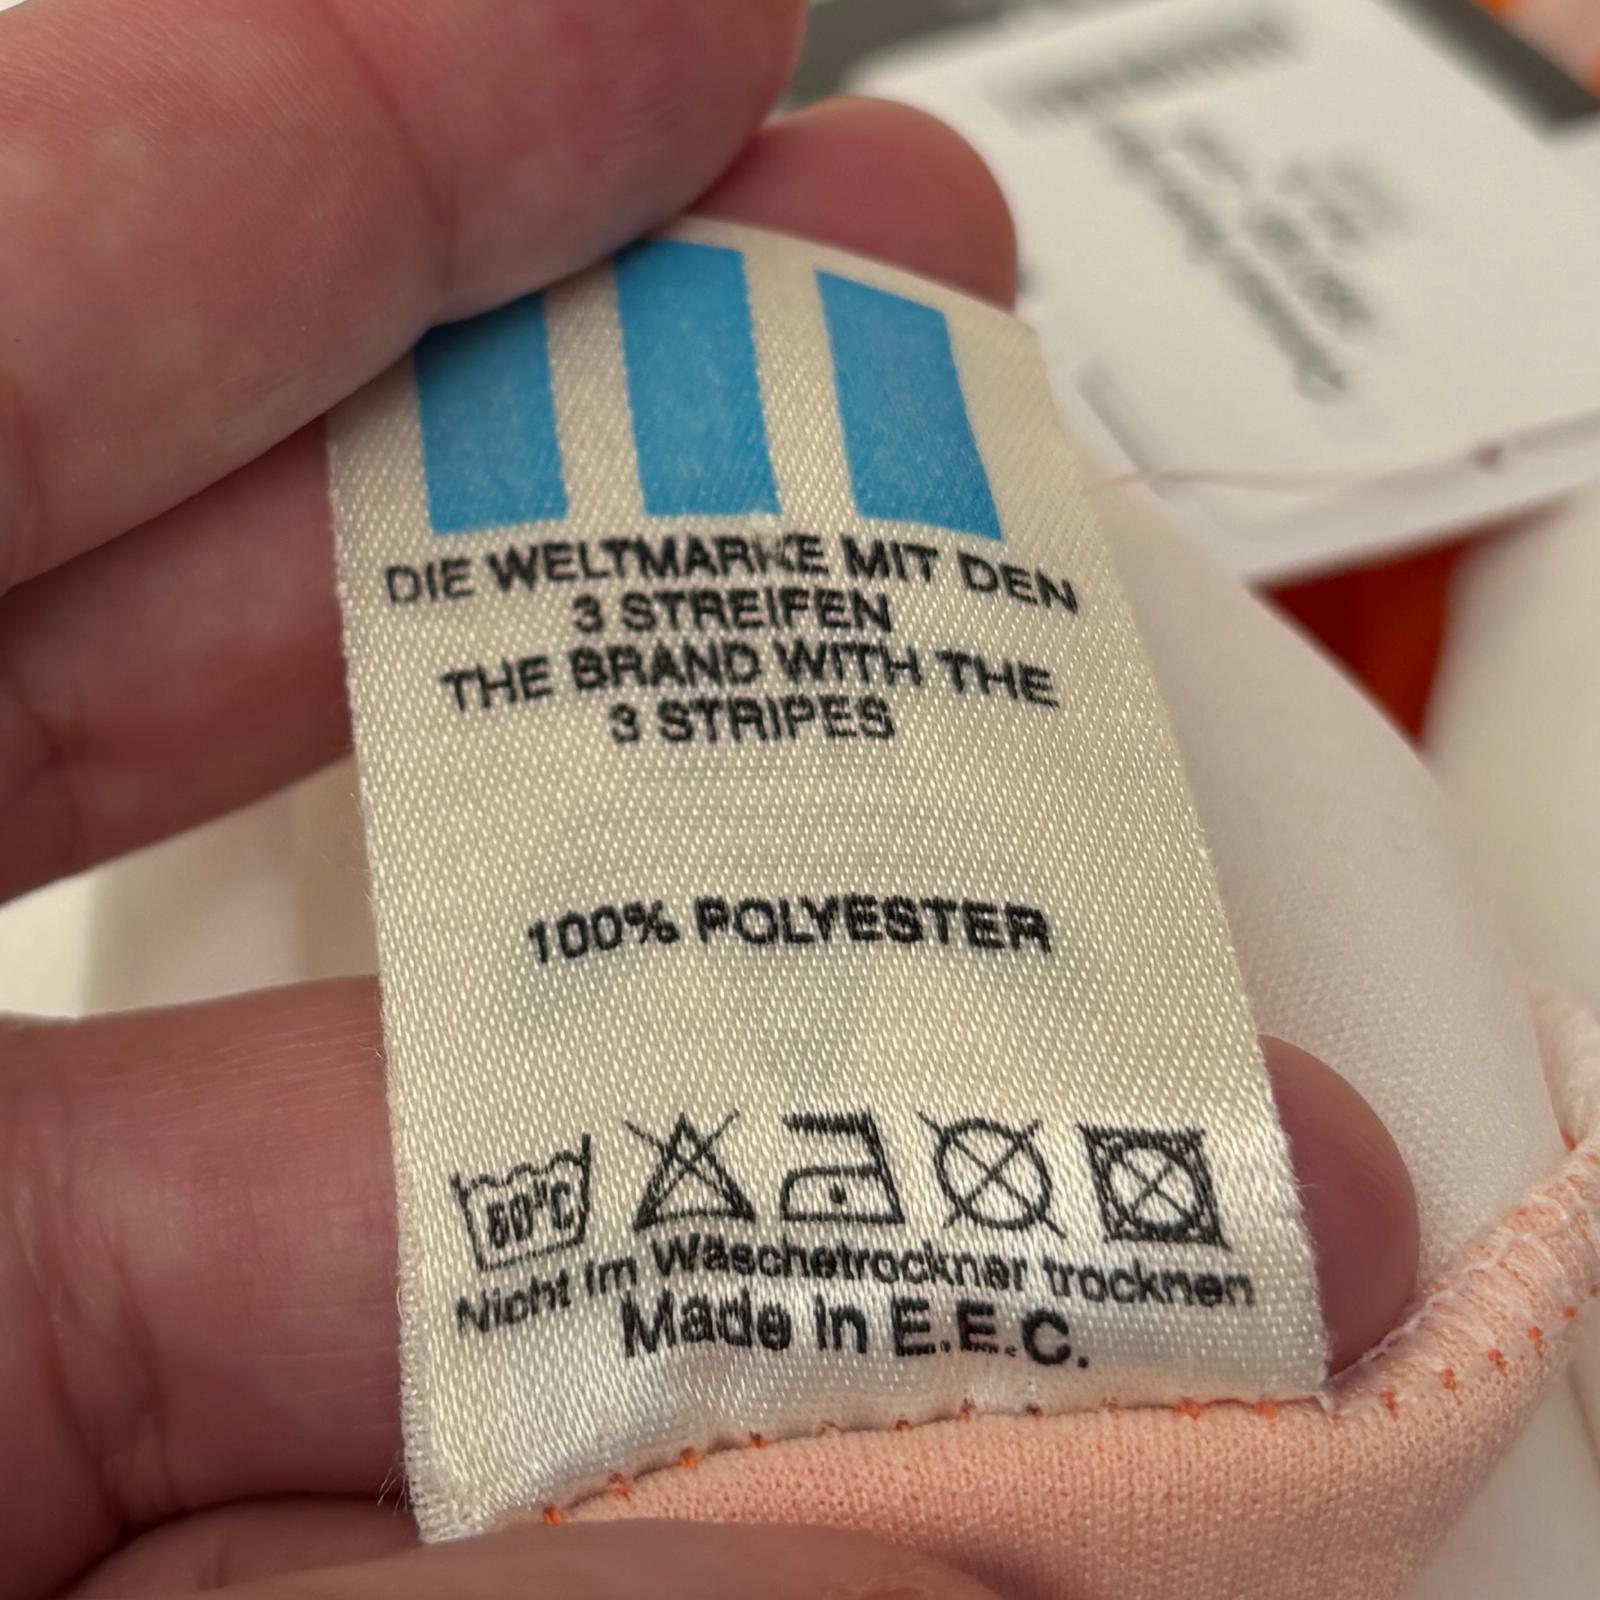 DIE WELTMARKE MIT DEN
3 STREIFEN
THE BRAND WITH THE
3 STRIPES
100% POLYESTER
60°C
Nicht im Wäschetrockner trocknen
Made in E.E.C.